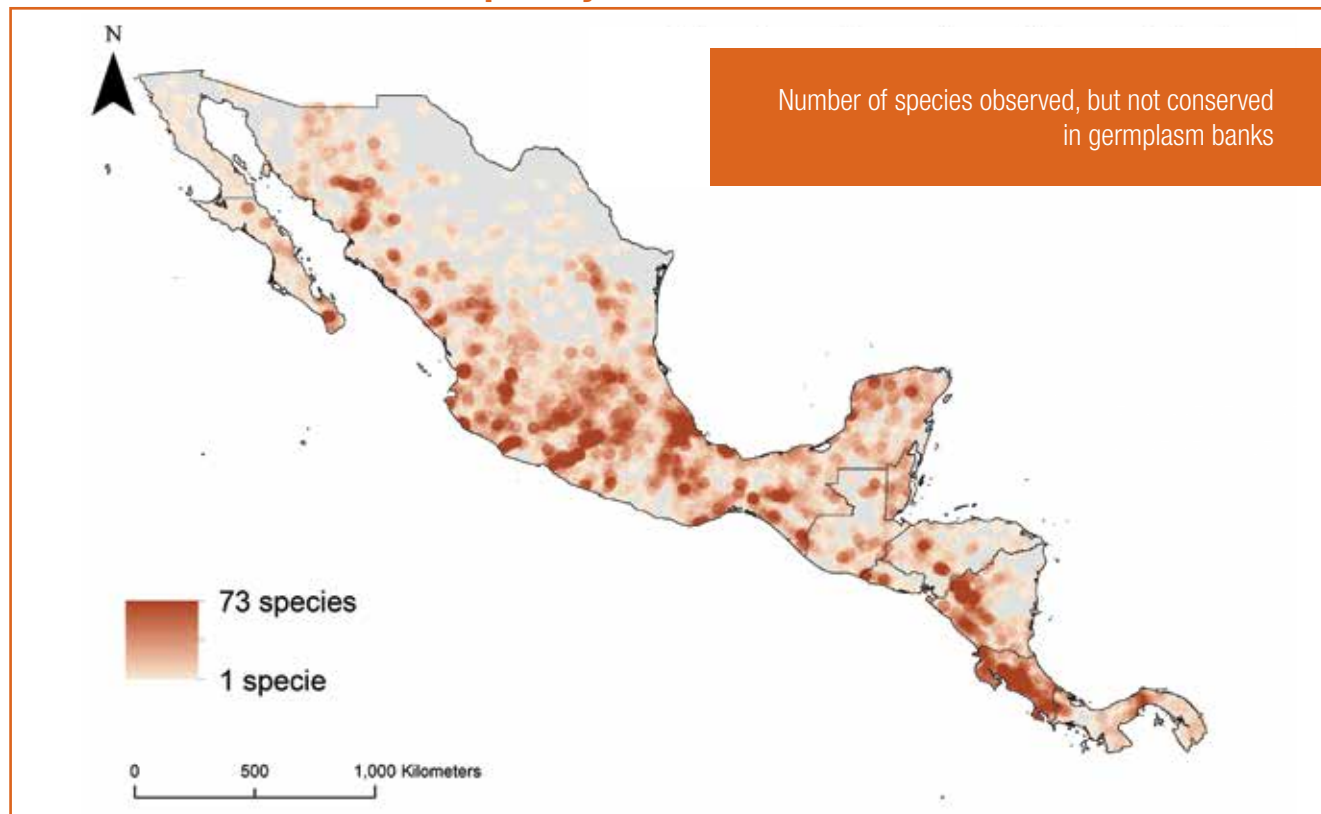 N
Number of species observed, but not conserved
in germplasm banks
73 species
1 specie
0 500 1,000 Kilometers